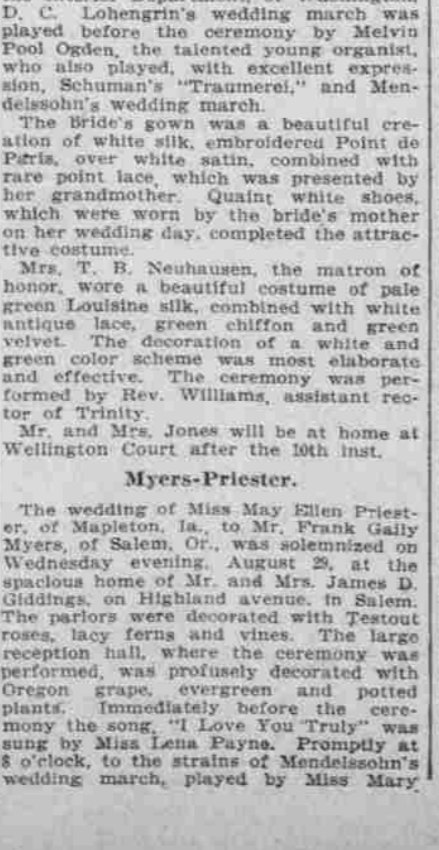 D. C. Lohengrin's wedding march was
played before the ceremony by Melvin
Pool Ogden, the talented young organist,
who also played, with excellent expres-
sion, Schuman's "Traumerei," and Men-
delssohn's wedding march.
The Bride's gown was a beautiful cre-
ation of white silk, embroidered Point de
Paris, over white satin, combined with
rare point lace, which was presented by
her grandmother. Quaint white shoes,
which were worn by the bride's mother
on her wedding day, completed the attrac-
tive costume.
Mrs. T. B. Neuhausen, the matron of
honor, wore a beautiful costume of pale
green Louisine silk, combined with white
antique lace, green chiffon and green
velvet. The decoration of a white and
green color scheme was most elaborate
and effective. The ceremony was per-
formed by Rev. Williams, assistant rec-
tor of Trinity.
Mr. and Mrs. Jones will be at home at
Wellington Court after the 10th inst.
Myers-Priester.
The wedding of Miss May Ellen Priest-
er, of Mapleton, Ia., to Mr. Frank Gaily
Myers, of Salem, Or., was solemnized on
Wednesday evening, August 29, at the
spacious home of Mr. and Mrs. James D.
Giddings, on Highland avenue, in Salem.
The parlors were decorated with Testout
roses, lacy ferns and vines. The large
reception hall, where the ceremony was
performed, was profusely decorated with
Oregon grape, evergreen and potted
plants. Immediately before the cere-
mony the song, "I Love You Truly" was
sung by Miss Lena Payne. Promptly at
8 o'clock, to the strains of Mendelssohn's
wedding march, played by Miss Mary